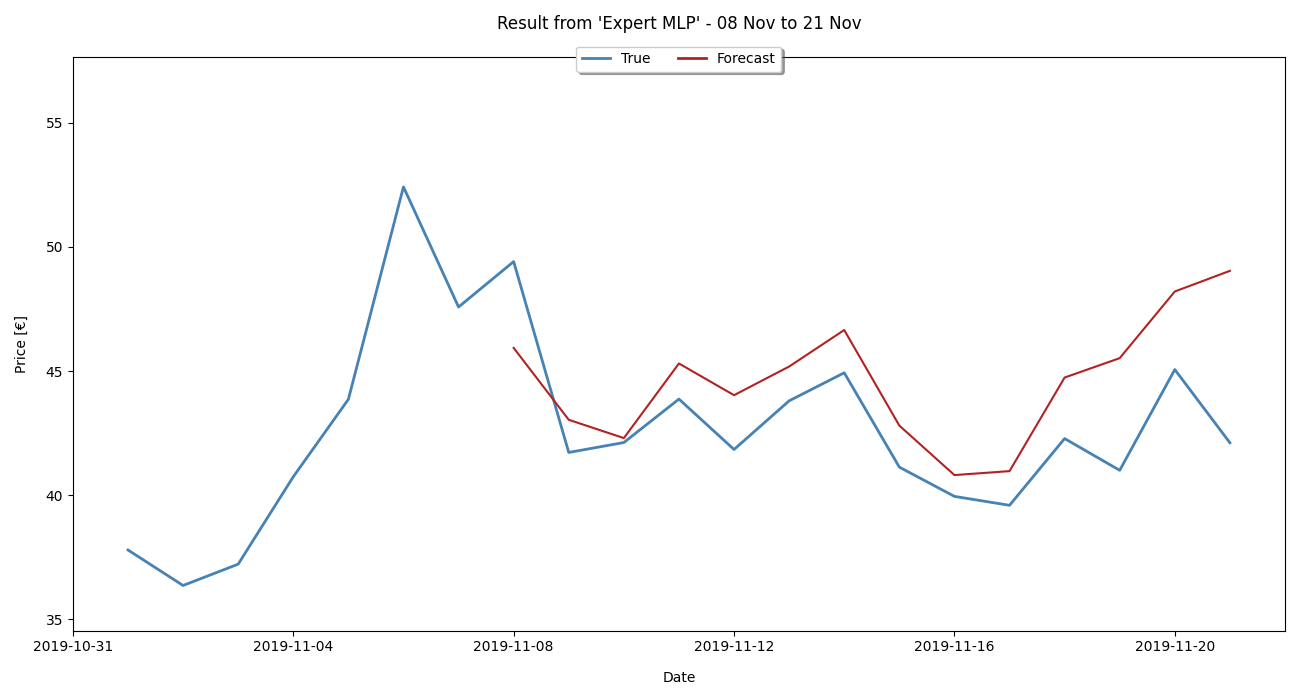 Result from 'Expert MLP' - 08 Nov to 21 Nov
True Forecast
55
50
45
40
35
Price [€]
2019-10-31 2019-11-04 2019-11-08 2019-11-12 2019-11-16 2019-11-20
Date